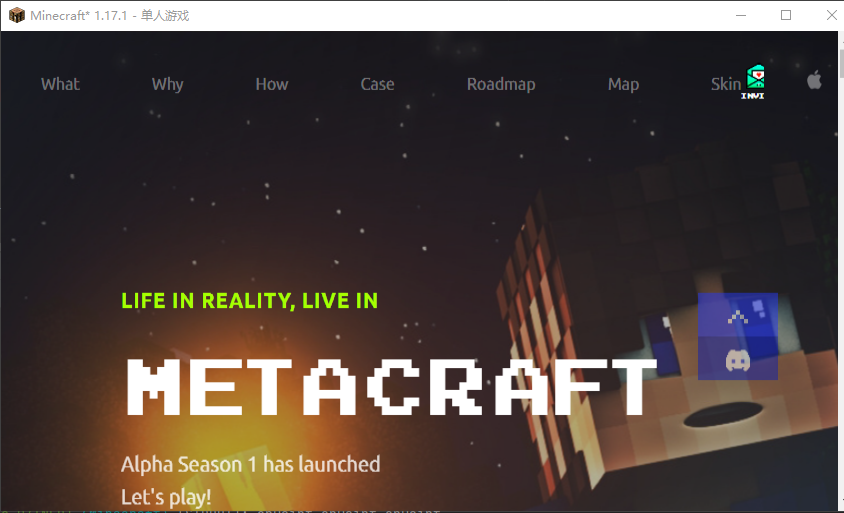 Minecraft* 1.17.1 - 单人游戏
What Why How Case Roadmap Map Skin
INVI
LIFE IN REALITY, LIVE IN
METACRAFT
Alpha Season 1 has launched
Let's play!